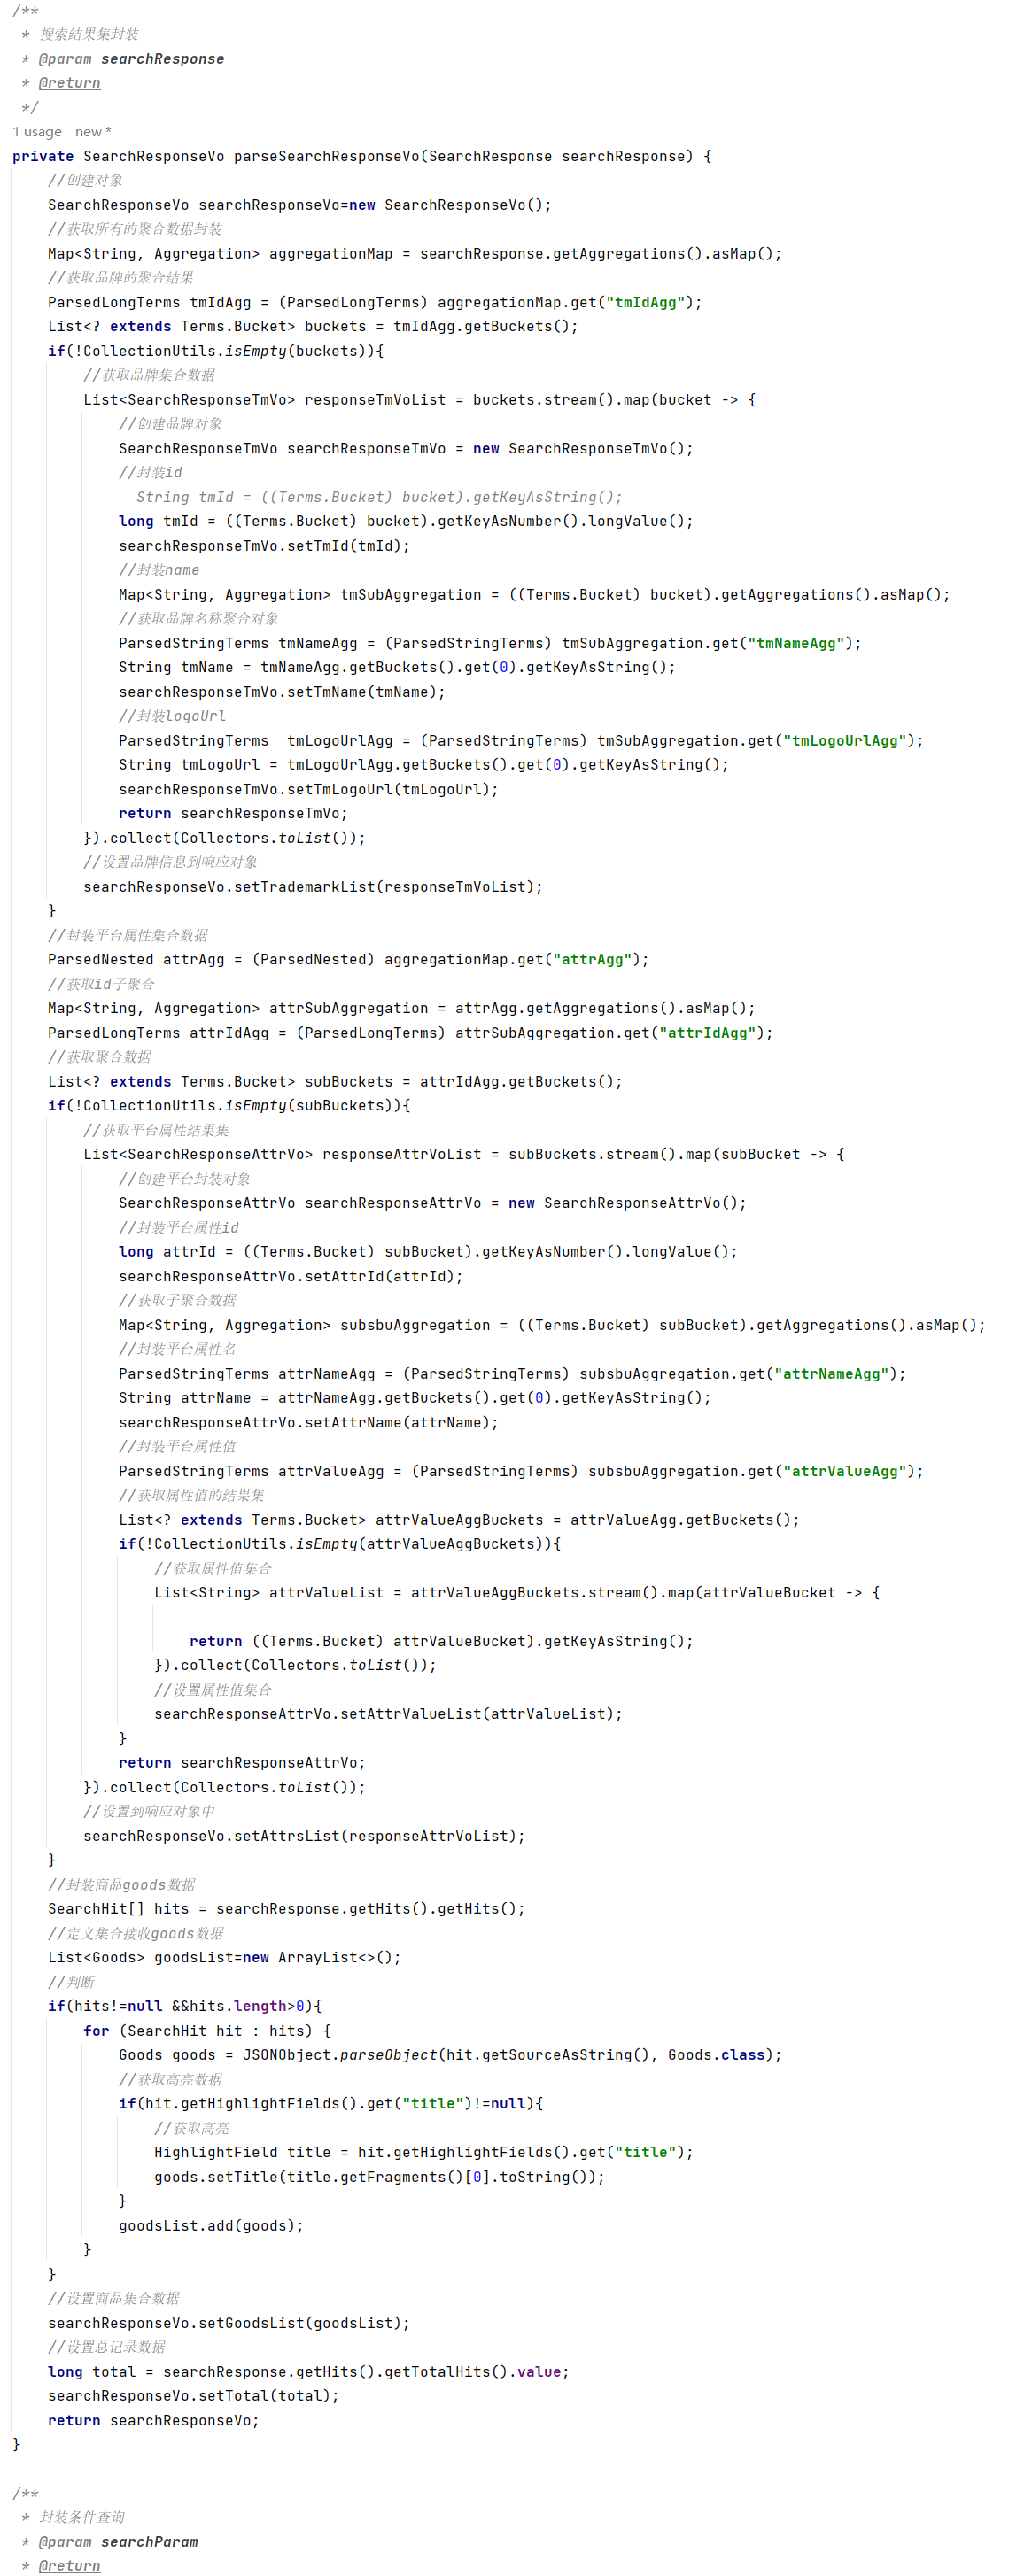 /**
 * 搜索结果集封装
 * @param searchResponse
 * @return
 */
1 usage   new *
private SearchResponseVo parseSearchResponseVo(SearchResponse searchResponse) {
    //创建对象
    SearchResponseVo searchResponseVo=new SearchResponseVo();
    //获取所有的聚合数据封装
    Map<String, Aggregation> aggregationMap = searchResponse.getAggregations().asMap();
    //获取品牌的聚合结果
    ParsedLongTerms tmIdAgg = (ParsedLongTerms) aggregationMap.get("tmIdAgg");
    List<? extends Terms.Bucket> buckets = tmIdAgg.getBuckets();
    if(!CollectionUtils.isEmpty(buckets)){
        //获取品牌集合数据
        List<SearchResponseTmVo> responseTmVoList = buckets.stream().map(bucket -> {
            //创建品牌对象
            SearchResponseTmVo searchResponseTmVo = new SearchResponseTmVo();
            //封装id
              String tmId = ((Terms.Bucket) bucket).getKeyAsString();
            long tmId = ((Terms.Bucket) bucket).getKeyAsNumber().longValue();
            searchResponseTmVo.setTmId(tmId);
            //封装name
            Map<String, Aggregation> tmSubAggregation = ((Terms.Bucket) bucket).getAggregations().asMap();
            //获取品牌名称聚合对象
            ParsedStringTerms tmNameAgg = (ParsedStringTerms) tmSubAggregation.get("tmNameAgg");
            String tmName = tmNameAgg.getBuckets().get(0).getKeyAsString();
            searchResponseTmVo.setTmName(tmName);
            //封装logoUrl
            ParsedStringTerms  tmLogoUrlAgg = (ParsedStringTerms) tmSubAggregation.get("tmLogoUrlAgg");
            String tmLogoUrl = tmLogoUrlAgg.getBuckets().get(0).getKeyAsString();
            searchResponseTmVo.setTmLogoUrl(tmLogoUrl);
            return searchResponseTmVo;
        }).collect(Collectors.toList());
        //设置品牌信息到响应对象
        searchResponseVo.setTrademarkList(responseTmVoList);
    }
    //封装平台属性集合数据
    ParsedNested attrAgg = (ParsedNested) aggregationMap.get("attrAgg");
    //获取id子聚合
    Map<String, Aggregation> attrSubAggregation = attrAgg.getAggregations().asMap();
    ParsedLongTerms attrIdAgg = (ParsedLongTerms) attrSubAggregation.get("attrIdAgg");
    //获取聚合数据
    List<? extends Terms.Bucket> subBuckets = attrIdAgg.getBuckets();
    if(!CollectionUtils.isEmpty(subBuckets)){
        //获取平台属性结果集
        List<SearchResponseAttrVo> responseAttrVoList = subBuckets.stream().map(subBucket -> {
            //创建平台封装对象
            SearchResponseAttrVo searchResponseAttrVo = new SearchResponseAttrVo();
            //封装平台属性id
            long attrId = ((Terms.Bucket) subBucket).getKeyAsNumber().longValue();
            searchResponseAttrVo.setAttrId(attrId);
            //获取子聚合数据
            Map<String, Aggregation> subsbuAggregation = ((Terms.Bucket) subBucket).getAggregations().asMap();
            //封装平台属性名
            ParsedStringTerms attrNameAgg = (ParsedStringTerms) subsbuAggregation.get("attrNameAgg");
            String attrName = attrNameAgg.getBuckets().get(0).getKeyAsString();
            searchResponseAttrVo.setAttrName(attrName);
            //封装平台属性值
            ParsedStringTerms attrValueAgg = (ParsedStringTerms) subsbuAggregation.get("attrValueAgg");
            //获取属性值的结果集
            List<? extends Terms.Bucket> attrValueAggBuckets = attrValueAgg.getBuckets();
            if(!CollectionUtils.isEmpty(attrValueAggBuckets)){
                //获取属性值集合
                List<String> attrValueList = attrValueAggBuckets.stream().map(attrValueBucket -> {
                    return ((Terms.Bucket) attrValueBucket).getKeyAsString();
                }).collect(Collectors.toList());
                //设置属性值集合
                searchResponseAttrVo.setAttrValueList(attrValueList);
            }
            return searchResponseAttrVo;
        }).collect(Collectors.toList());
        //设置到响应对象中
        searchResponseVo.setAttrsList(responseAttrVoList);
    }
    //封装商品goods数据
    SearchHit[] hits = searchResponse.getHits().getHits();
    //定义集合接收goods数据
    List<Goods> goodsList=new ArrayList<>();
    //判断
    if(hits!=null &&hits.length>0){
        for (SearchHit hit : hits) {
            Goods goods = JSONObject.parseObject(hit.getSourceAsString(), Goods.class);
            //获取高亮数据
            if(hit.getHighlightFields().get("title")!=null){
                //获取高亮
                HighlightField title = hit.getHighlightFields().get("title");
                goods.setTitle(title.getFragments()[0].toString());
            }
            goodsList.add(goods);
        }
    }
    //设置商品集合数据
    searchResponseVo.setGoodsList(goodsList);
    //设置总记录数据
    long total = searchResponse.getHits().getTotalHits().value;
    searchResponseVo.setTotal(total);
    return searchResponseVo;
}
/**
 * 封装条件查询
 * @param searchParam
 * @return